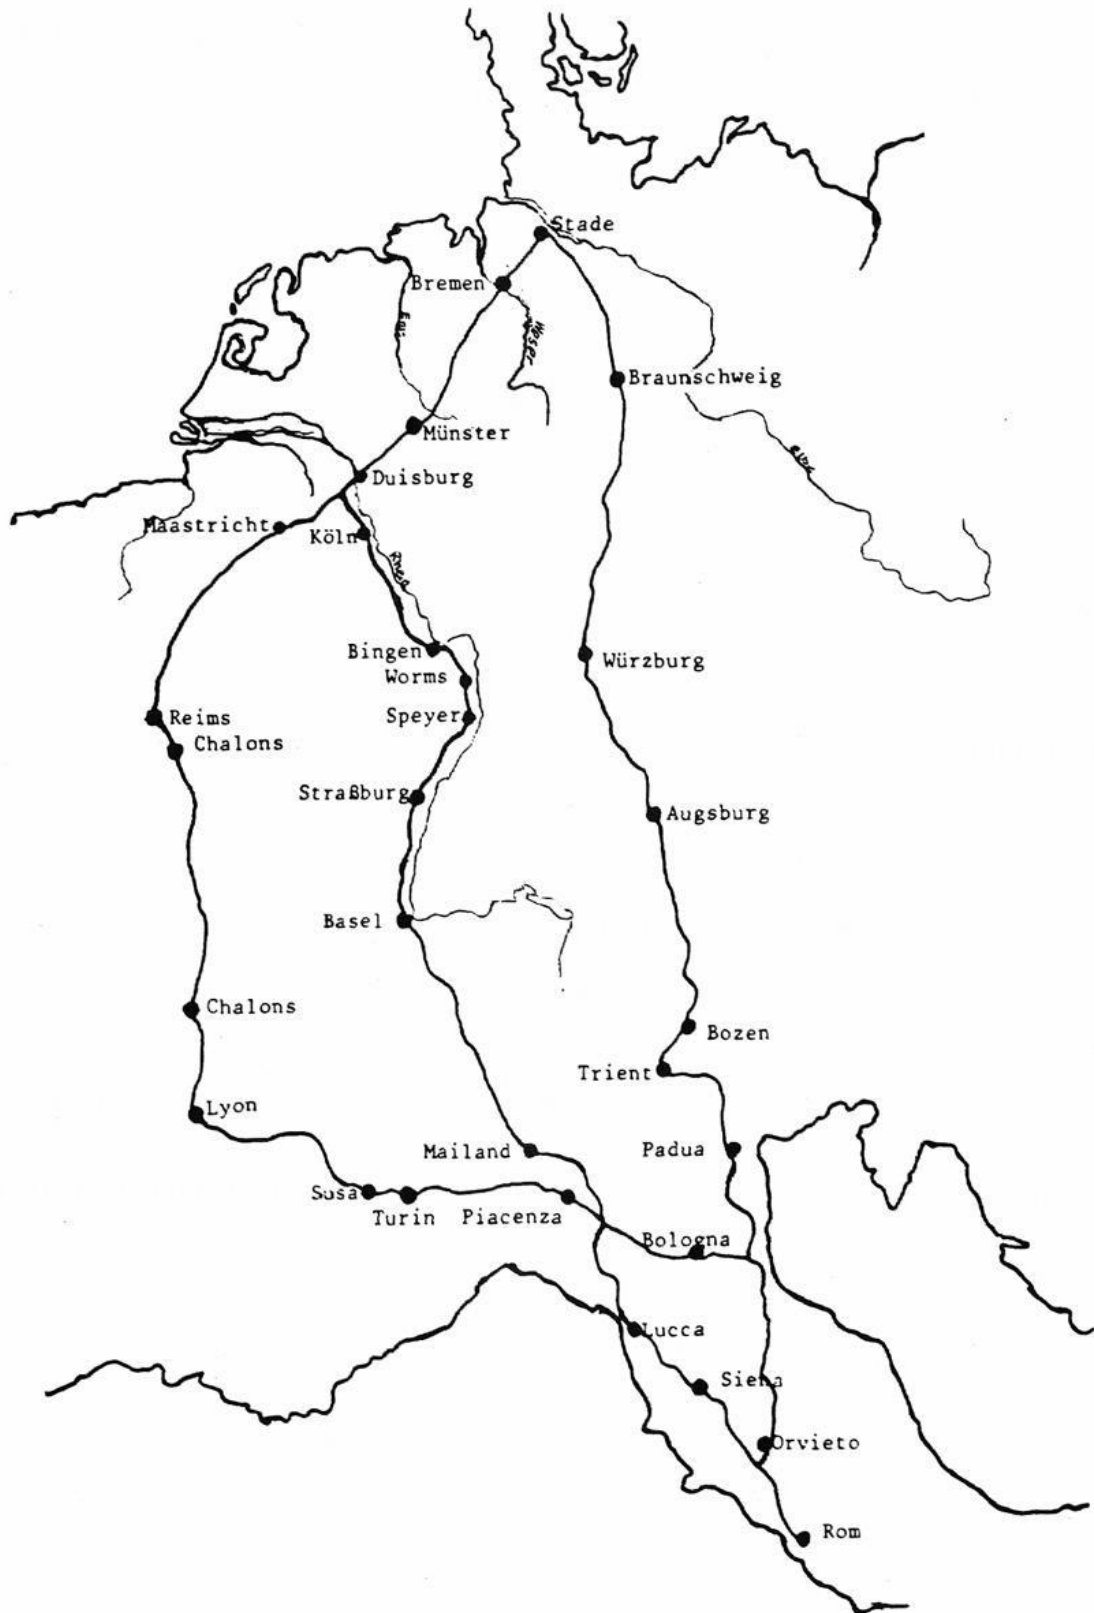 Stade
Bremen
Ems
Weser
Braunschweig
Münster
Elbe
Duisburg
Maastricht
Köln
Rhein
Bingen
Würzburg
Worms
Reims
Speyer
Chalons
Straßburg
Augsburg
Basel
Chalons
Bozen
Trient
Lyon
Mailand
Padua
Susa
Turin
Piacenza
Bologna
Lucca
Siena
Orvieto
Rom